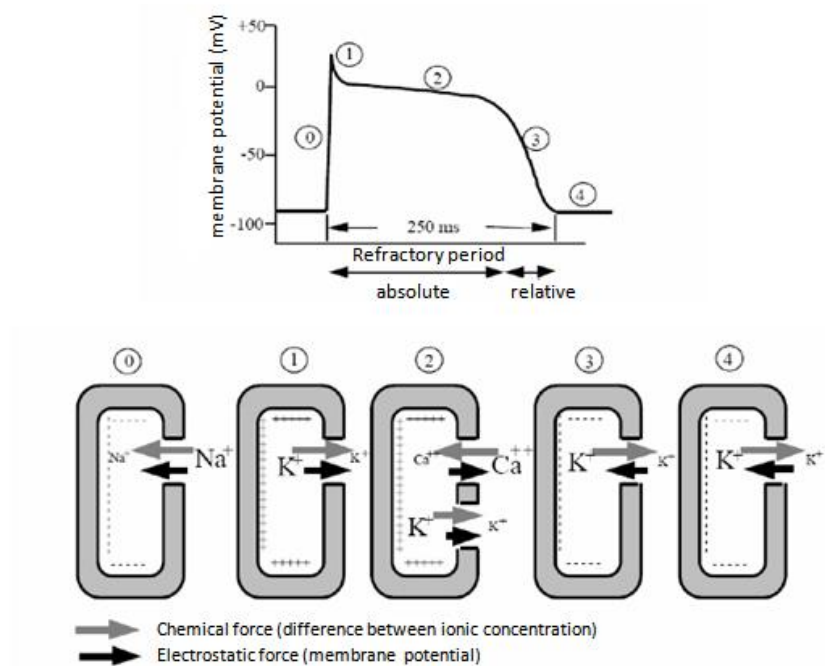 membrane potential (mV)
+50
0
-50
-100
0
1
2
3
4
250 ms
Refractory period
absolute relative
0 1 2 3 4
Na⁺ Na⁺
K⁺ K⁺
Ca⁺⁺ Ca⁺⁺
K⁺ K⁺
K⁺ K⁺
K⁺ K⁺
Chemical force (difference between ionic concentration)
Electrostatic force (membrane potential)